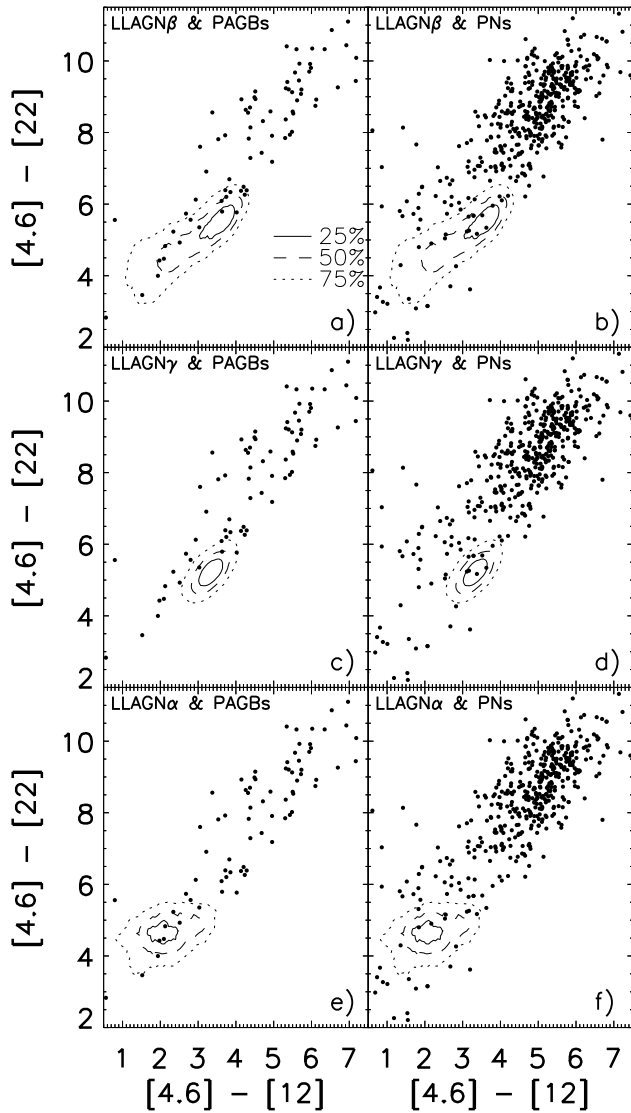 LLAGNβ & PAGBs
LLAGNβ & PNs
10
8
6
4
2
[4.6] − [22]
25%
50%
75%
a)
b)
LLAGNγ & PAGBs
LLAGNγ & PNs
10
8
6
4
2
[4.6] − [22]
c)
d)
LLAGNα & PAGBs
LLAGNα & PNs
10
8
6
4
2
[4.6] − [22]
e)
f)
1 2 3 4 5 6 7
1 2 3 4 5 6 7
[4.6] − [12]
[4.6] − [12]